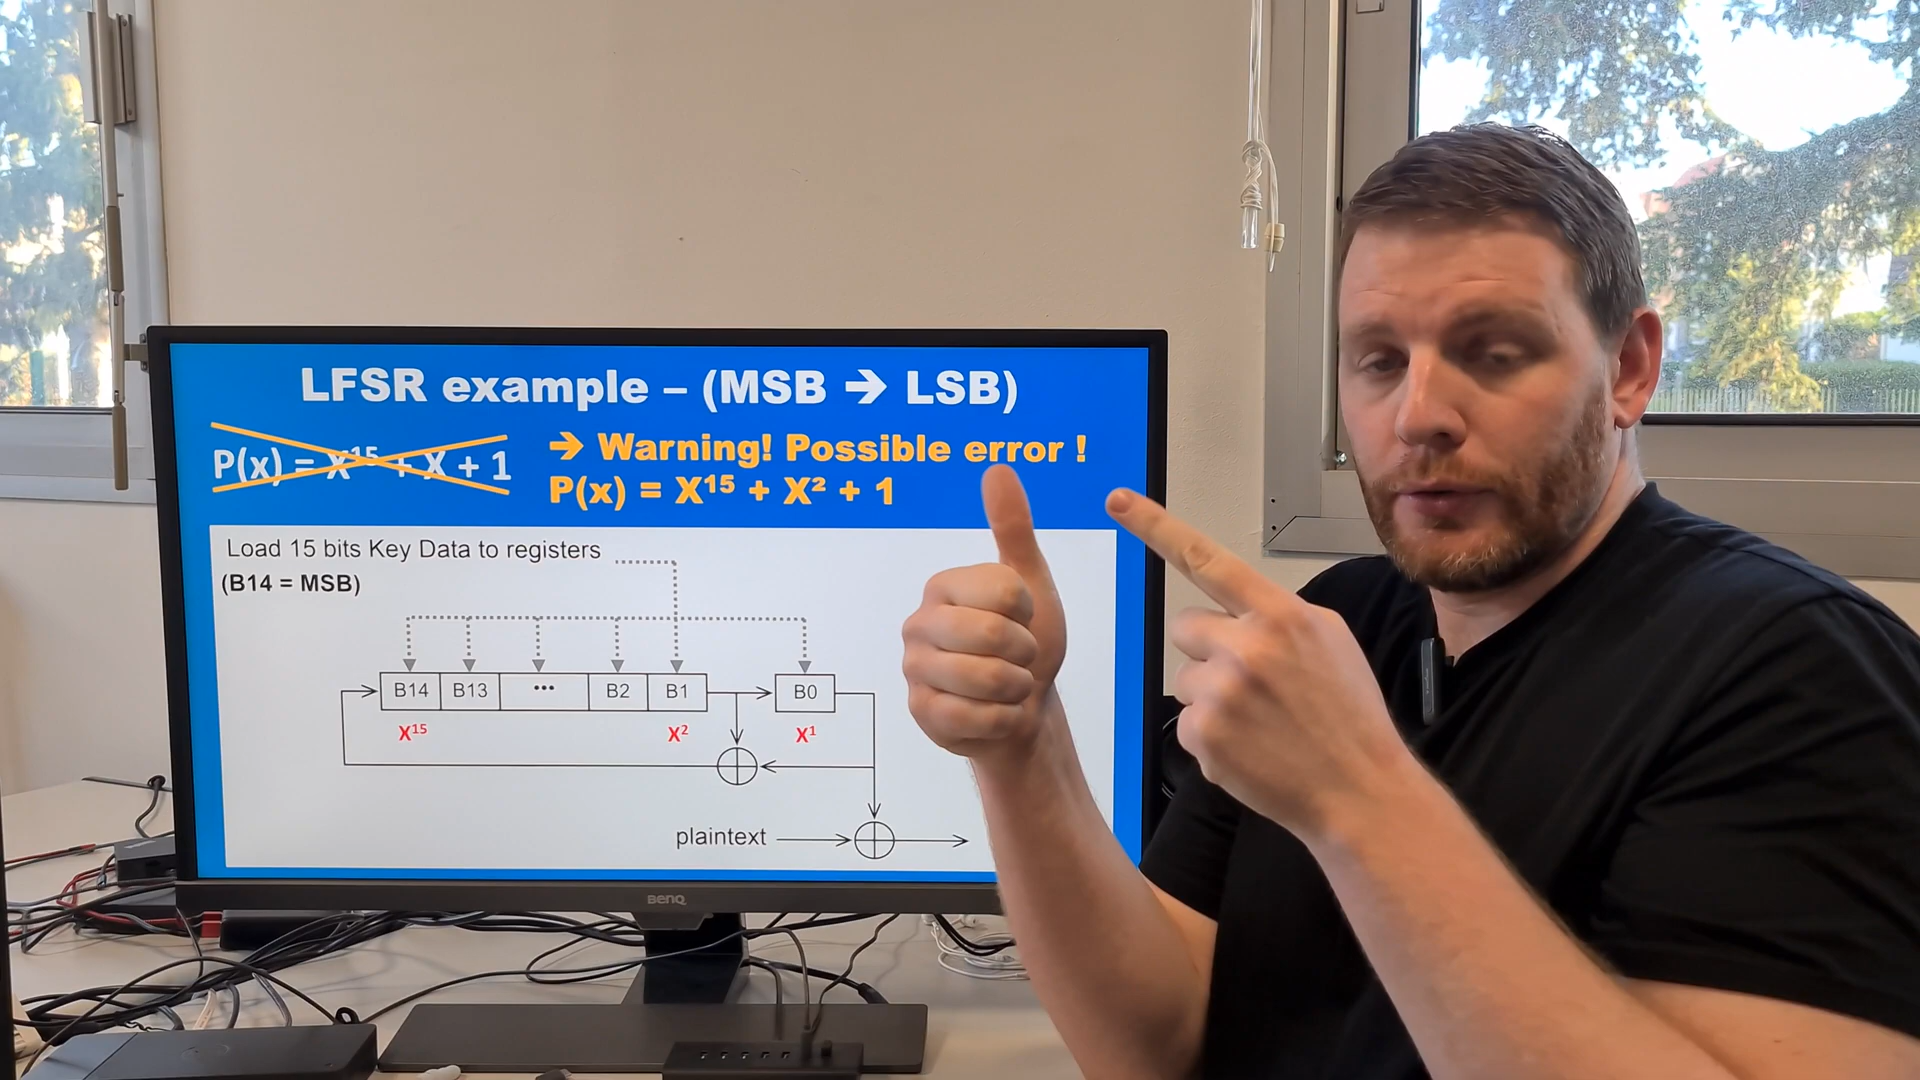 LFSR example – (MSB → LSB)
P(x) = X¹⁵ + X + 1
→ Warning! Possible error !
P(x) = X¹⁵ + X² + 1
Load 15 bits Key Data to registers
(B14 = MSB)
B14 B13 ••• B2 B1 B0
X¹⁵ X² X¹
plaintext
BenQ